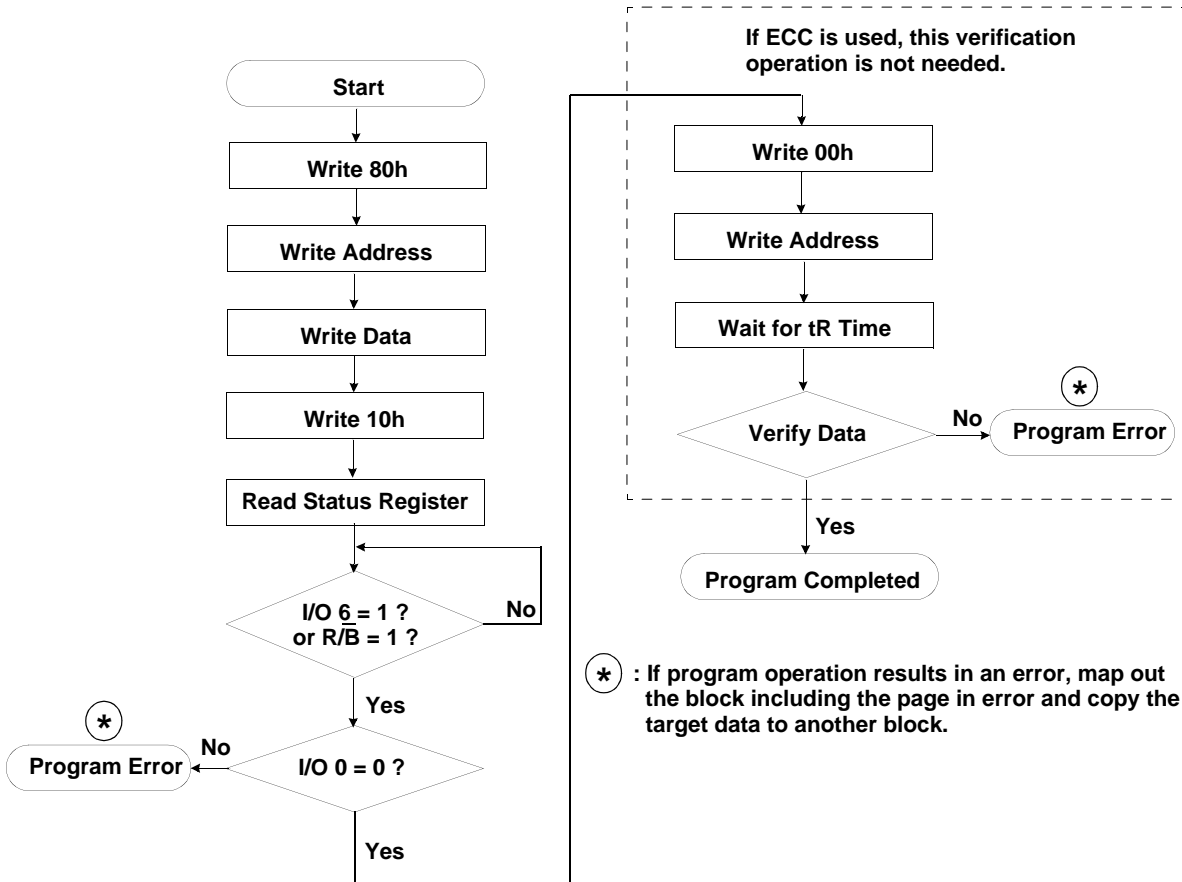 Start
Write 80h
Write Address
Write Data
Write 10h
Read Status Register
I/O 6 = 1 ?
or R/B̅ = 1 ?
No
Yes
*
No
Program Error
I/O 0 = 0 ?
Yes
If ECC is used, this verification
operation is not needed.
Write 00h
Write Address
Wait for tR Time
*
Verify Data
No
Program Error
Yes
Program Completed
* : If program operation results in an error, map out
the block including the page in error and copy the
target data to another block.